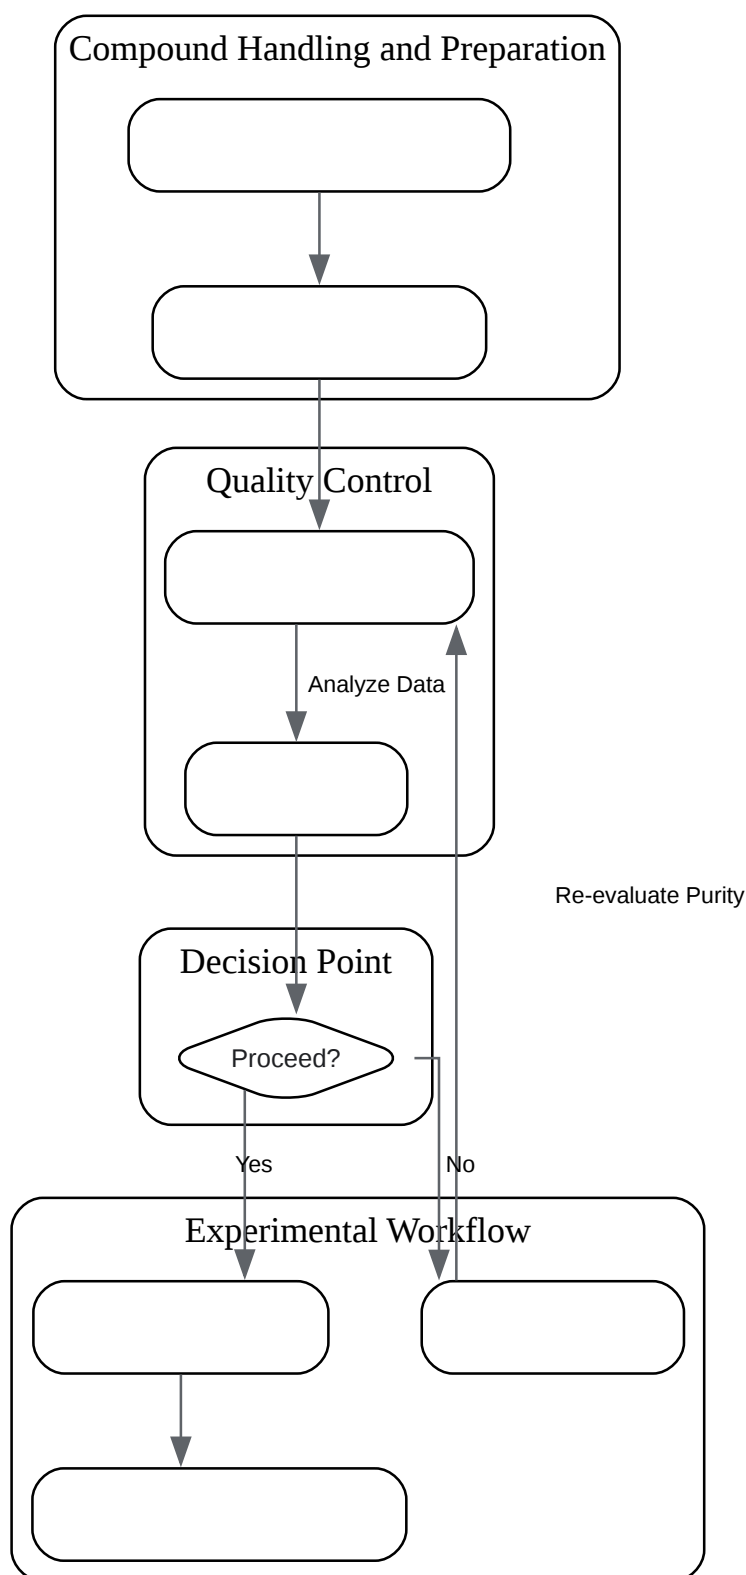 Compound Handling and Preparation
Quality Control
Analyze Data
Re-evaluate Purity
Decision Point
Proceed?
Yes
No
Experimental Workflow